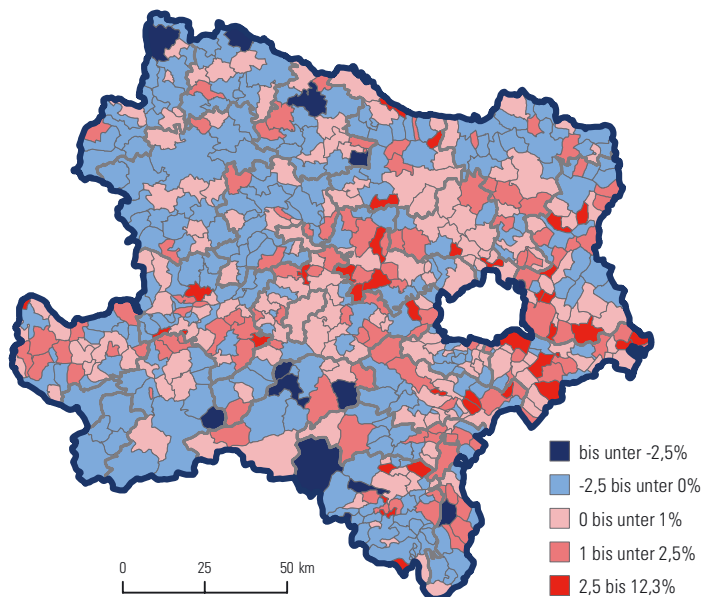 bis unter -2,5%
-2,5 bis unter 0%
0 bis unter 1%
1 bis unter 2,5%
2,5 bis 12,3%
0 25 50 km